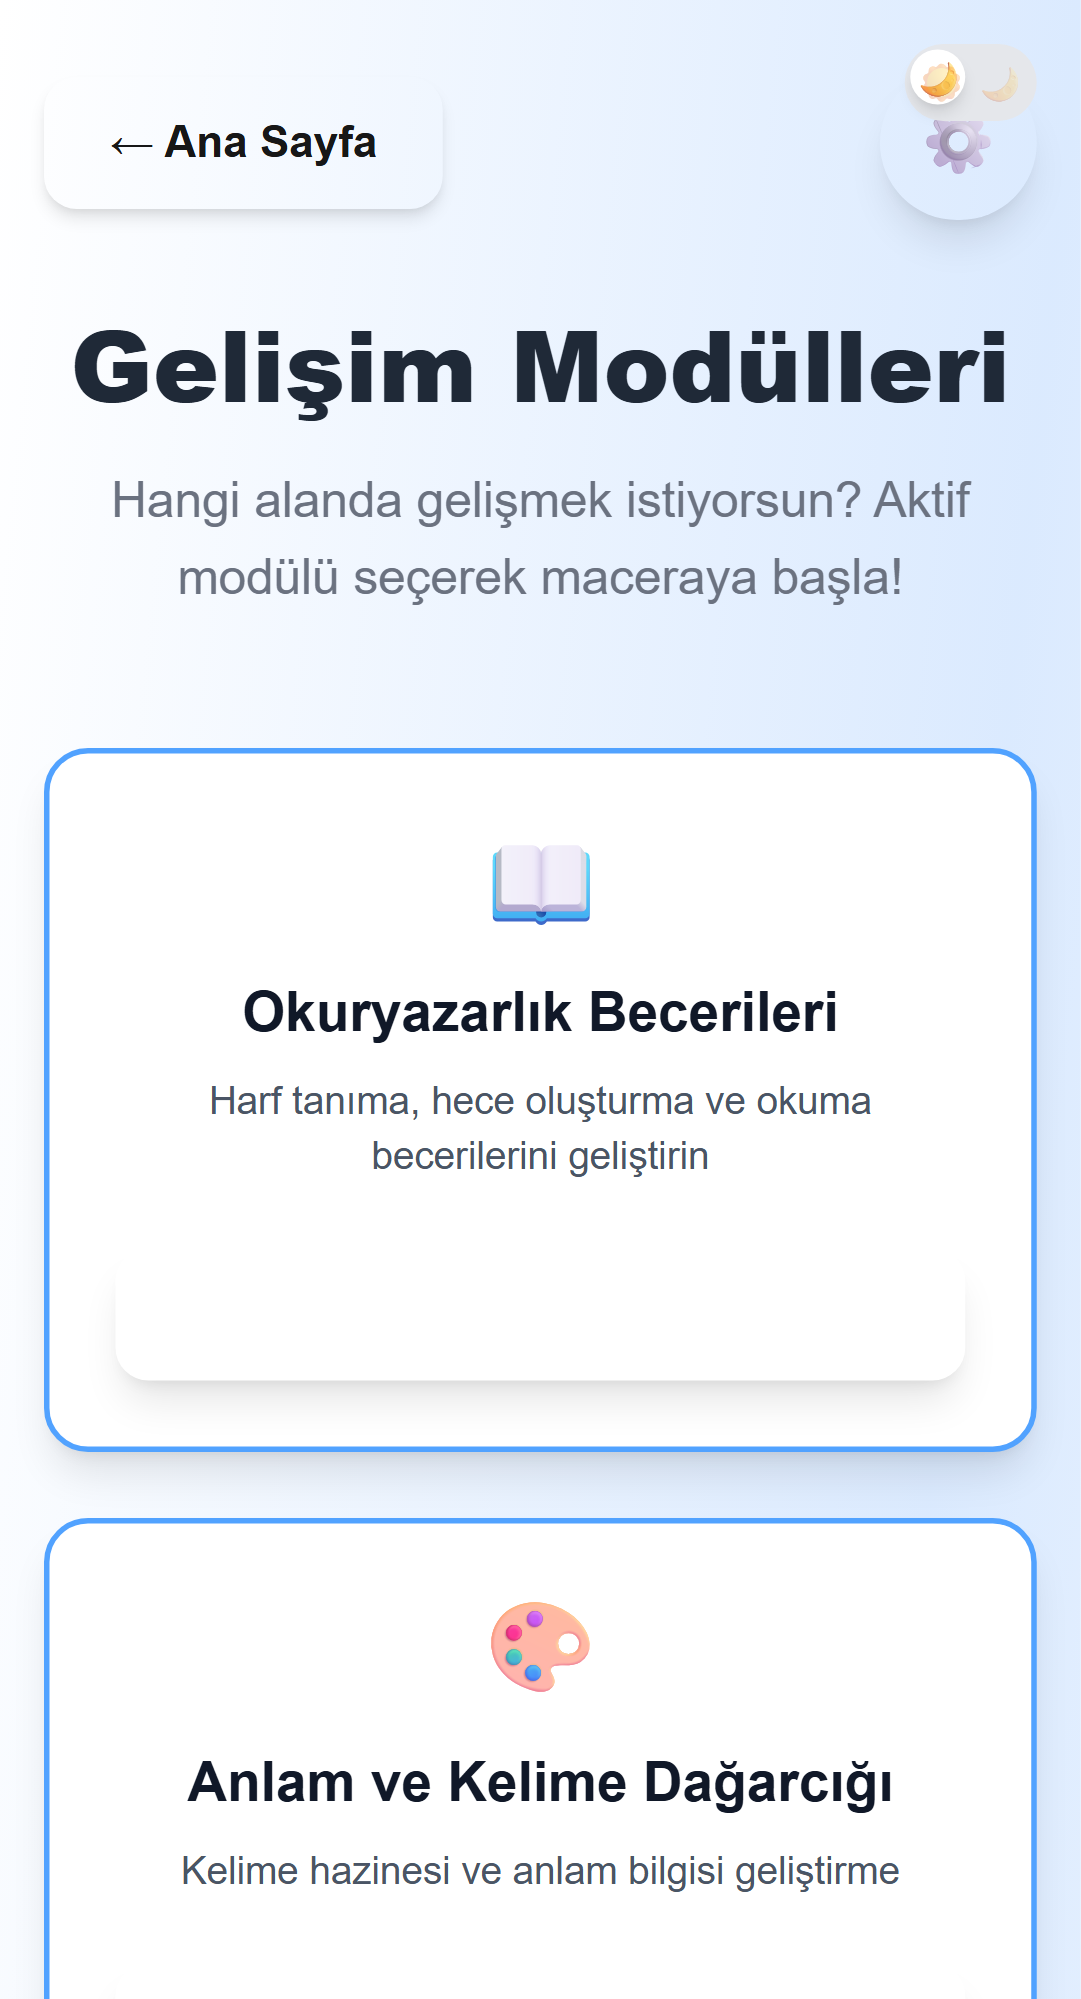 ← Ana Sayfa
Gelişim Modülleri
Hangi alanda gelişmek istiyorsun? Aktif
modülü seçerek maceraya başla!
Okuryazarlık Becerileri
Harf tanıma, hece oluşturma ve okuma
becerilerini geliştirin
Anlam ve Kelime Dağarcığı
Kelime hazinesi ve anlam bilgisi geliştirme